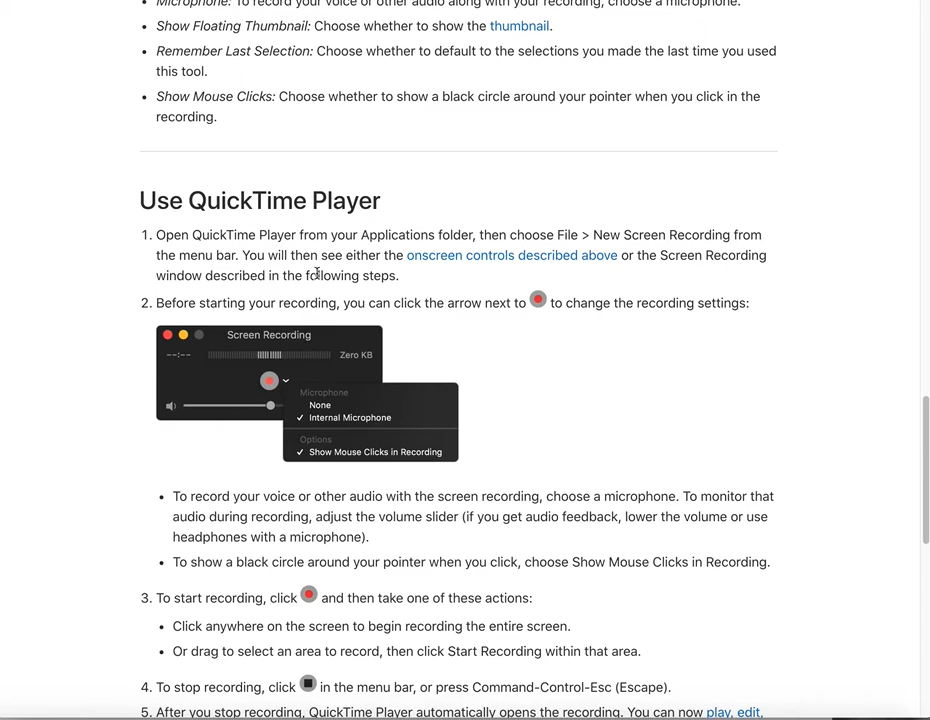 • Microphone: To record your voice or other audio along with your recording, choose a microphone.
• Show Floating Thumbnail: Choose whether to show the thumbnail.
• Remember Last Selection: Choose whether to default to the selections you made the last time you used
this tool.
• Show Mouse Clicks: Choose whether to show a black circle around your pointer when you click in the
recording.
Use QuickTime Player
1. Open QuickTime Player from your Applications folder, then choose File > New Screen Recording from
the menu bar. You will then see either the onscreen controls described above or the Screen Recording
window described in the following steps.
2. Before starting your recording, you can click the arrow next to to change the recording settings:
Screen Recording
--:-- Zero KB
Microphone
None
✓ Internal Microphone
Options
✓ Show Mouse Clicks in Recording
• To record your voice or other audio with the screen recording, choose a microphone. To monitor that
audio during recording, adjust the volume slider (if you get audio feedback, lower the volume or use
headphones with a microphone).
• To show a black circle around your pointer when you click, choose Show Mouse Clicks in Recording.
3. To start recording, click and then take one of these actions:
• Click anywhere on the screen to begin recording the entire screen.
• Or drag to select an area to record, then click Start Recording within that area.
4. To stop recording, click in the menu bar, or press Command-Control-Esc (Escape).
5. After you stop recording, QuickTime Player automatically opens the recording. You can now play, edit,